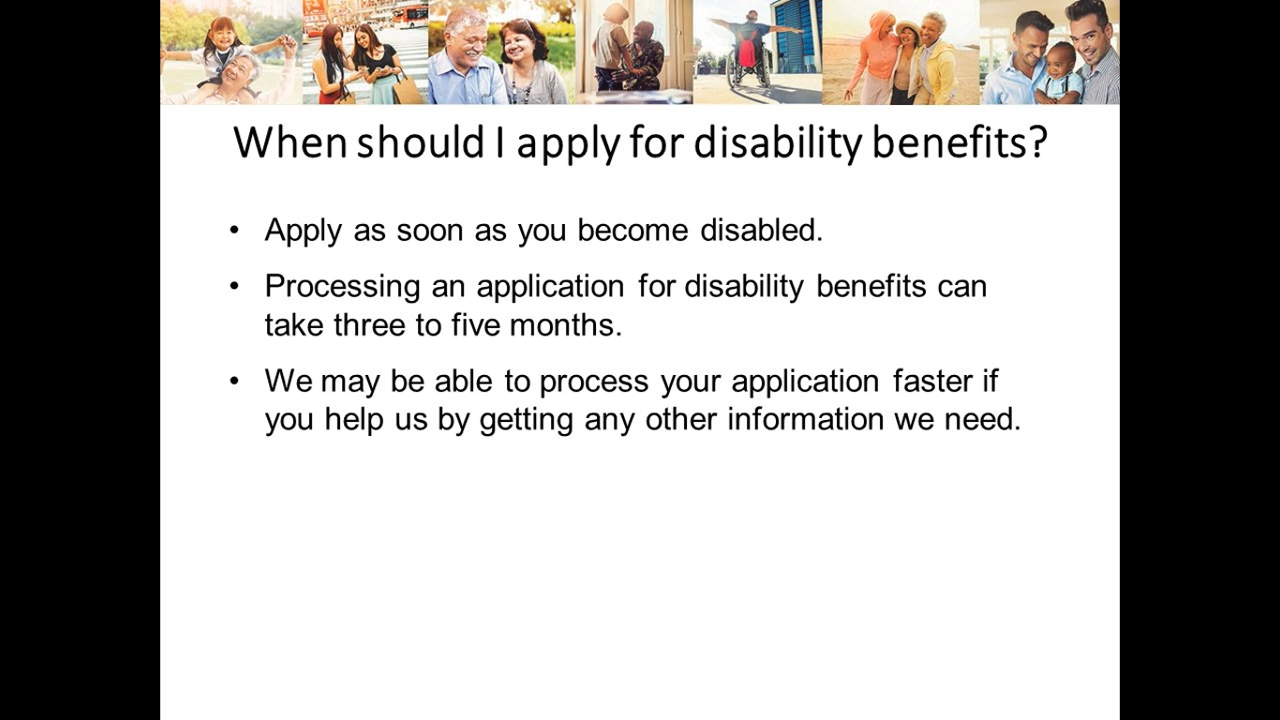 When should I apply for disability benefits?
• Apply as soon as you become disabled.
• Processing an application for disability benefits can
take three to five months.
• We may be able to process your application faster if
you help us by getting any other information we need.